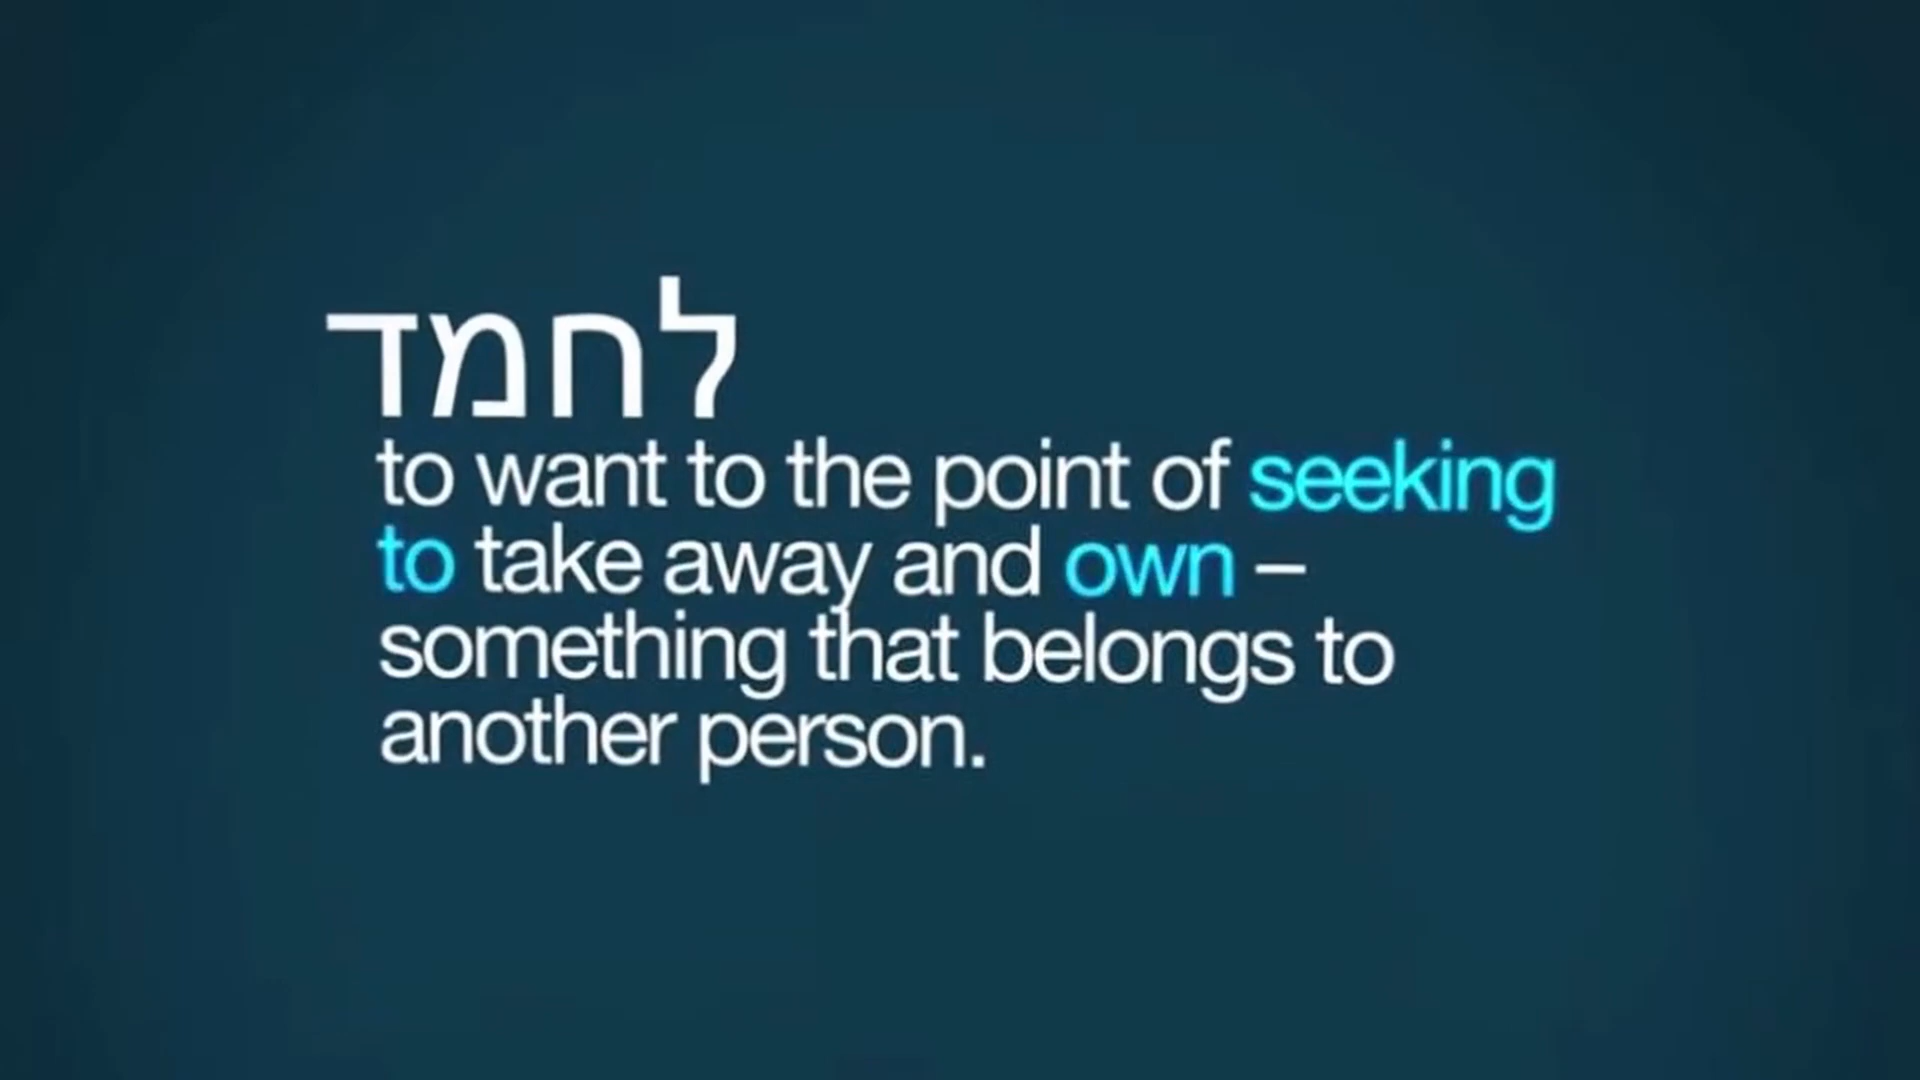 לחמד
to want to the point of seeking
to take away and own –
something that belongs to
another person.